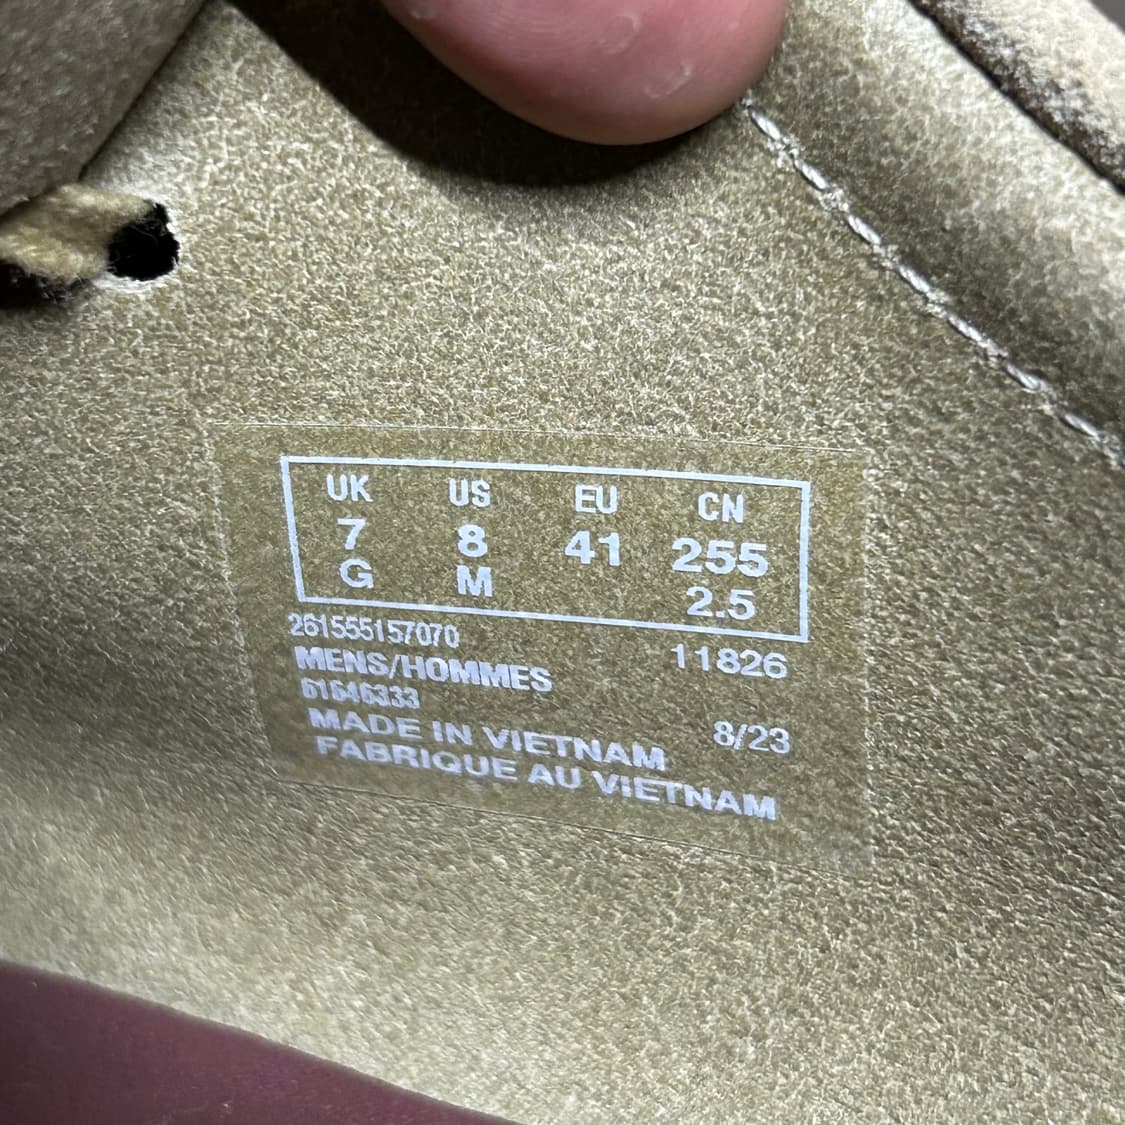 UK US EU CN
7 8 41 255
G M 2.5
261555157070 11826
MENS/HOMMES
61646333
MADE IN VIETNAM 8/23
FABRIQUE AU VIETNAM